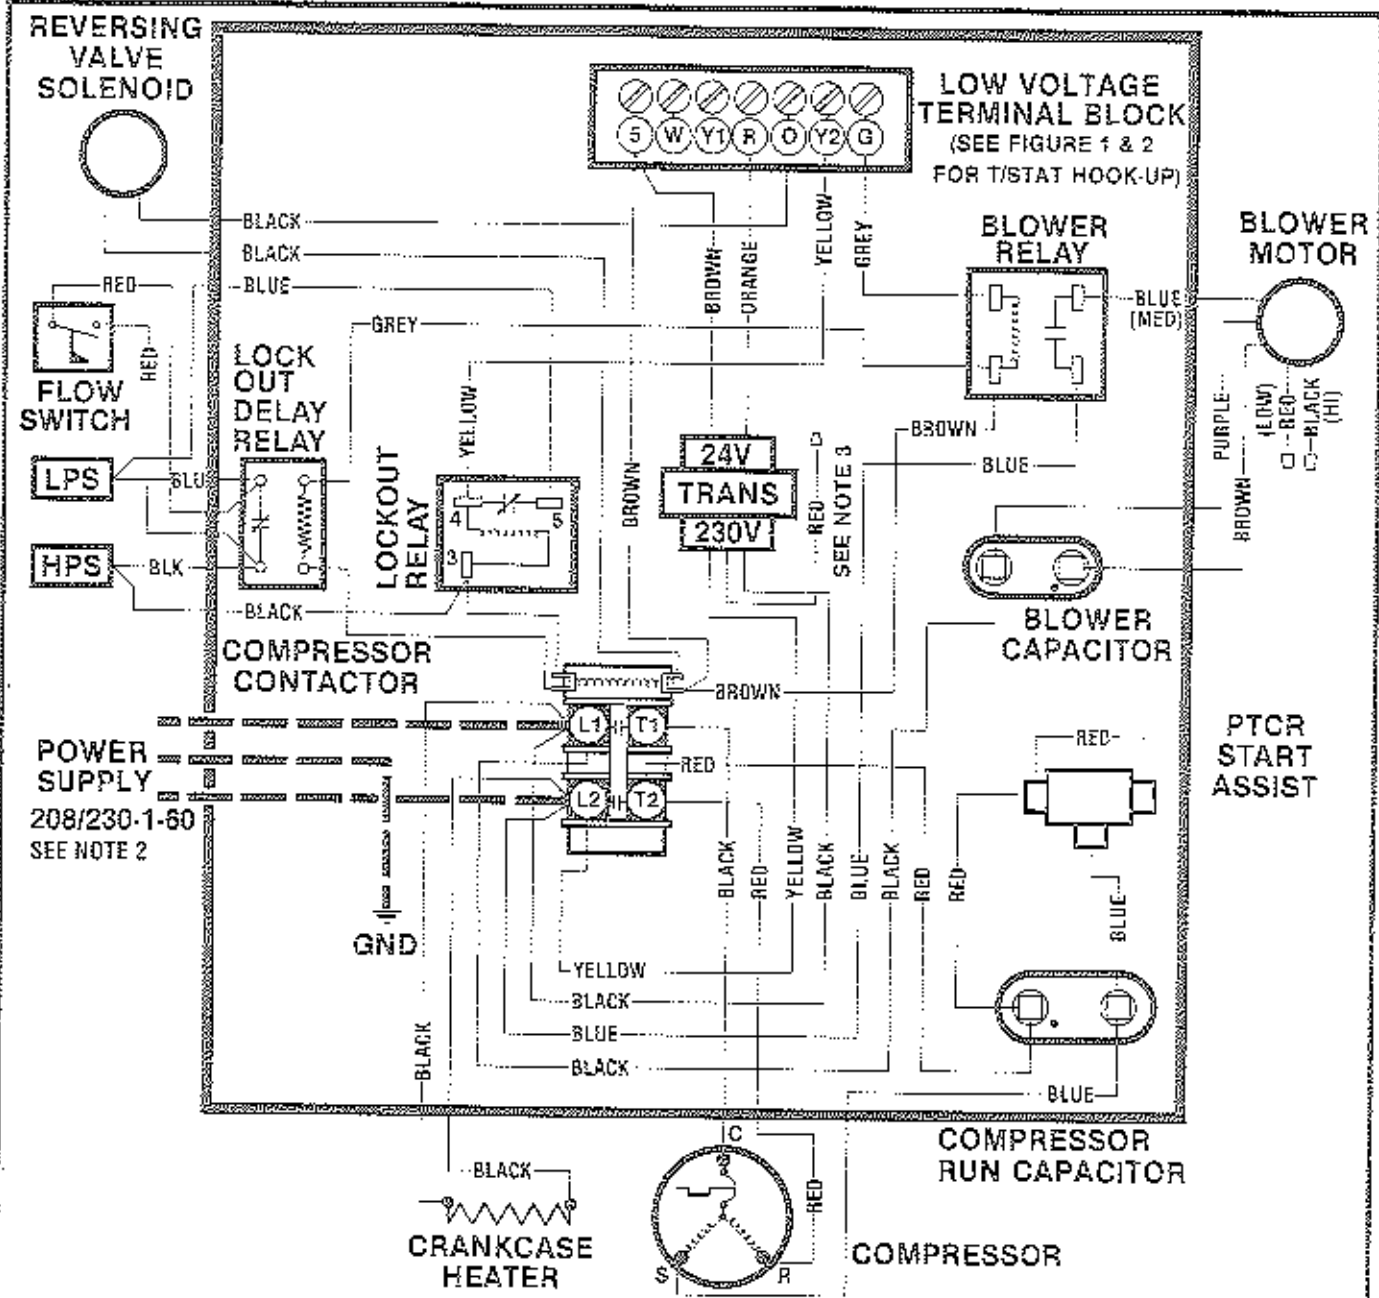 REVERSING
VALVE
SOLENOID
LOW VOLTAGE
TERMINAL BLOCK
(SEE FIGURE 1 & 2
FOR T/STAT HOOK-UP)
5 W Y1 R O Y2 G
BLACK
BLACK
BLUE
RED
GREY
BROWN
ORANGE
YELLOW
GREY
BLOWER
RELAY
BLOWER
MOTOR
BLUE
(MED)
FLOW
SWITCH
RED
LOCK
OUT
DELAY
RELAY
YELLOW
BROWN
PURPLE
(LOW)
RED
BLACK
(HI)
BLUE
BROWN
LPS
BLU
LOCKOUT
RELAY
4
5
3
BROWN
24V
TRANS
230V
RED
SEE NOTE 3
HPS
BLK
BLACK
BLOWER
CAPACITOR
COMPRESSOR
CONTACTOR
BROWN
L1 T1
RED
L2 T2
POWER
SUPPLY
208/230-1-60
SEE NOTE 2
GND
RED
PTCR
START
ASSIST
BLACK
RED
YELLOW
BLACK
BLUE
BLACK
RED
RED
BLUE
YELLOW
BLACK
BLUE
BLACK
BLACK
BLUE
COMPRESSOR
RUN CAPACITOR
C
BLACK
RED
CRANKCASE
HEATER
S
R
COMPRESSOR